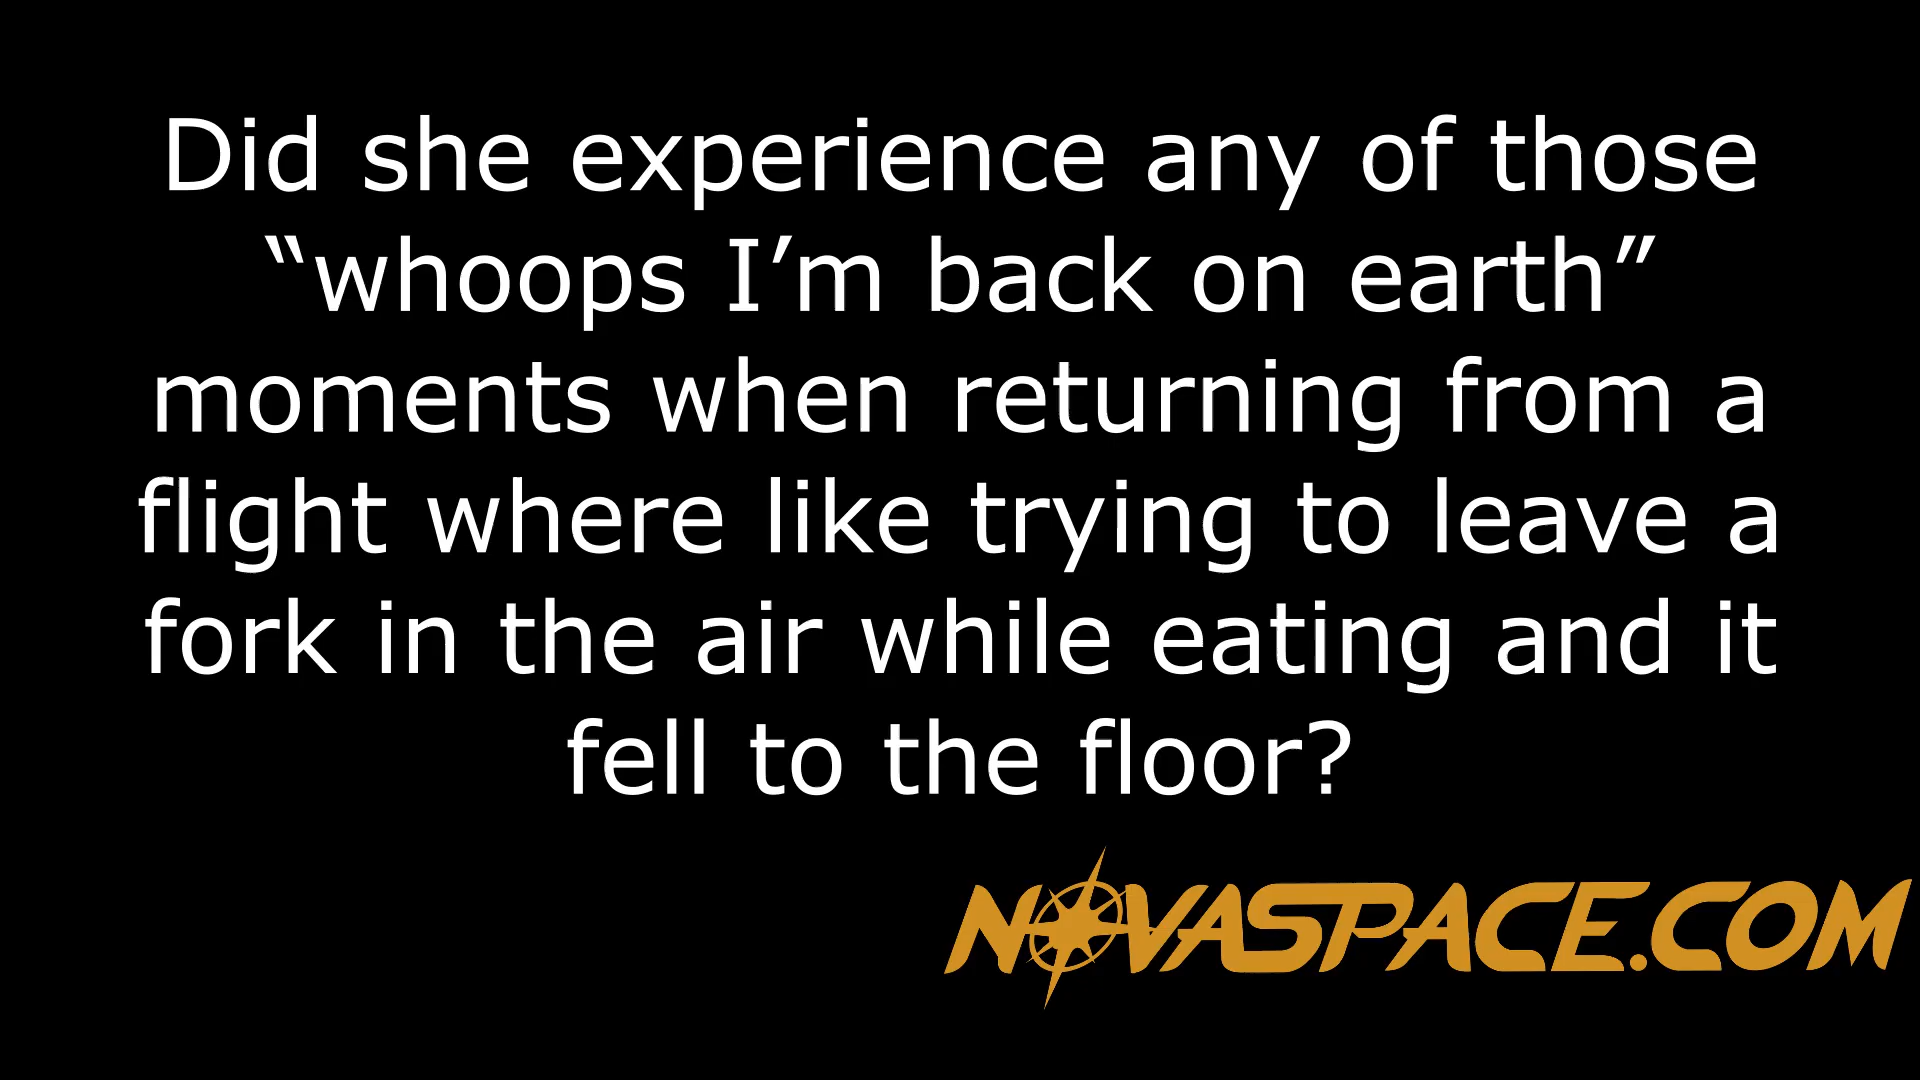 Did she experience any of those
“whoops I’m back on earth”
moments when returning from a
flight where like trying to leave a
fork in the air while eating and it
fell to the floor?
NOVASPACE.COM